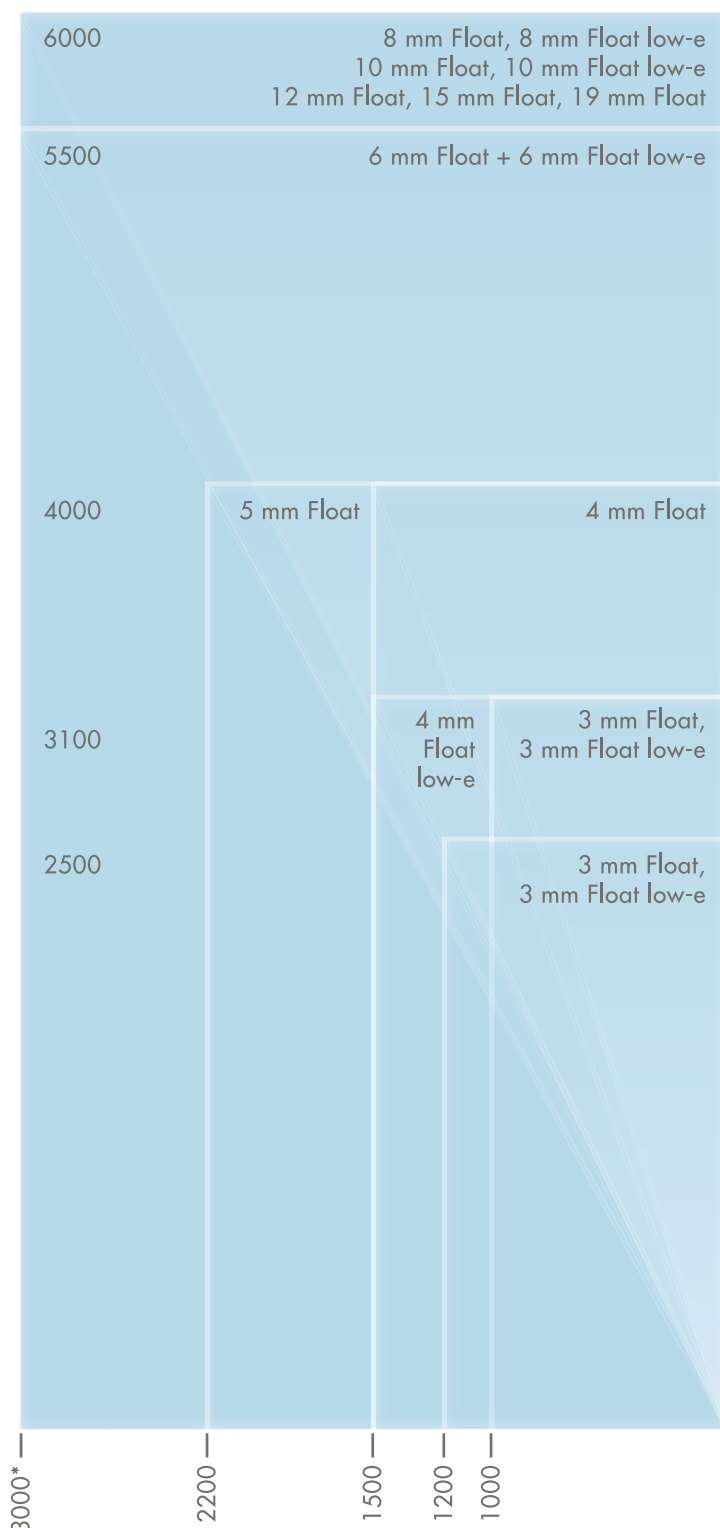 6000
8 mm Float, 8 mm Float low-e
10 mm Float, 10 mm Float low-e
12 mm Float, 15 mm Float, 19 mm Float
5500
6 mm Float + 6 mm Float low-e
4000
5 mm Float
4 mm Float
3100
4 mm
Float
low-e
3 mm Float,
3 mm Float low-e
2500
3 mm Float,
3 mm Float low-e
3000*
2200
1500
1200
1000